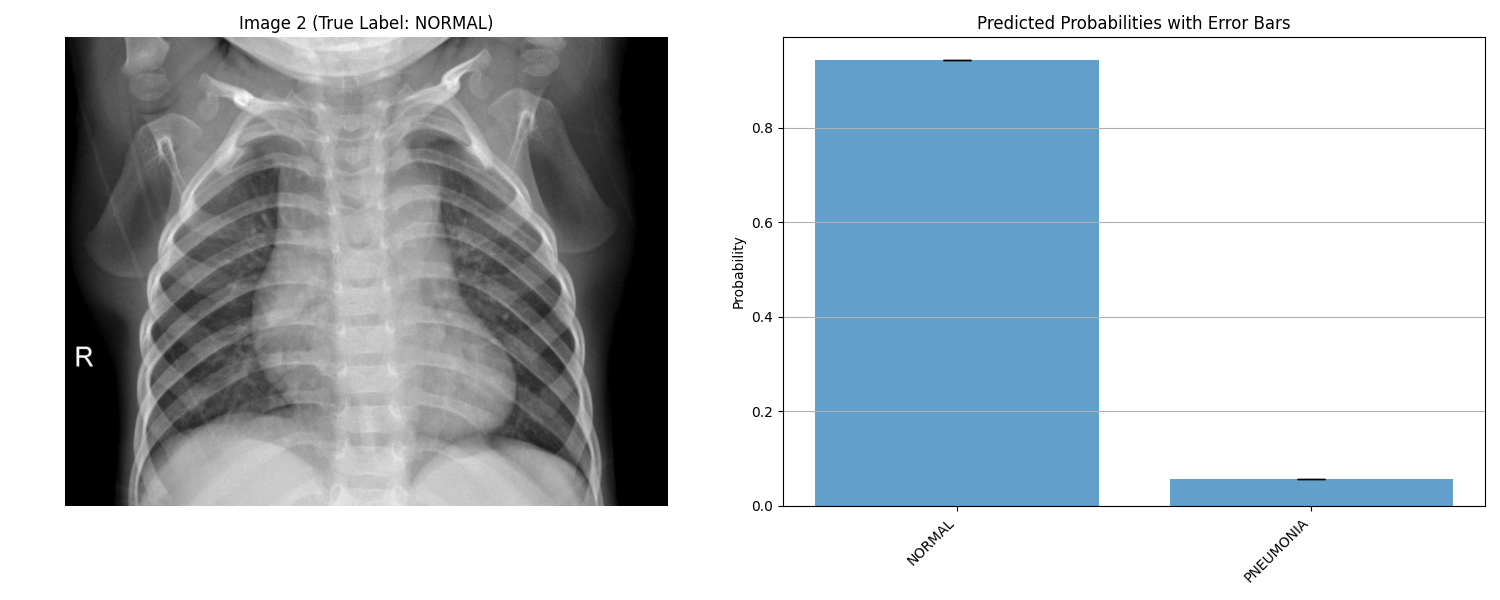 Image 2 (True Label: NORMAL)
R
Predicted Probabilities with Error Bars
Probability
0.8
0.6
0.4
0.2
0.0
NORMAL
PNEUMONIA